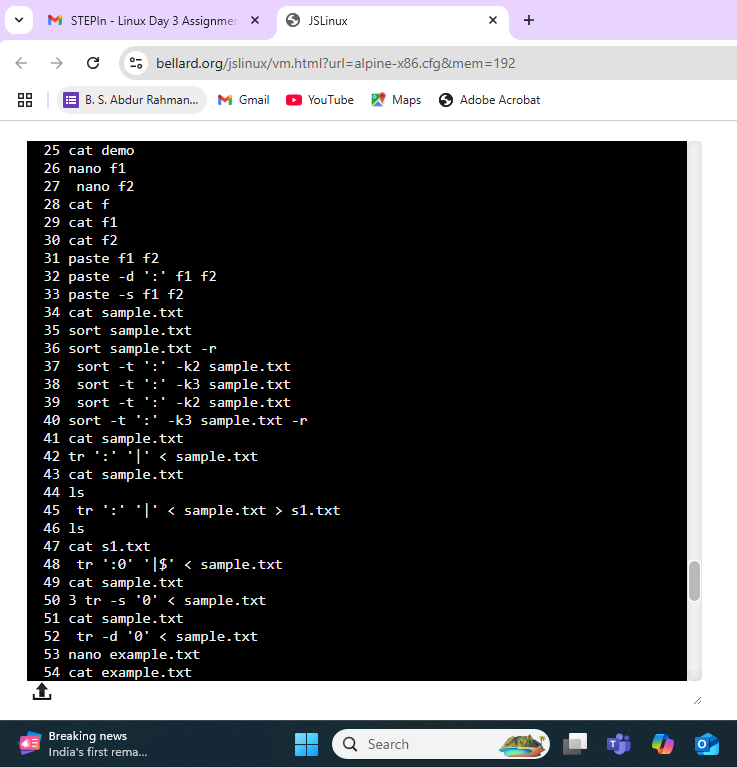 STEPIn - Linux Day 3 Assignmer
JSLinux
bellard.org/jslinux/vm.html?url=alpine-x86.cfg&mem=192
B. S. Abdur Rahman...
Gmail
YouTube
Maps
Adobe Acrobat
25 cat demo
26 nano f1
27  nano f2
28 cat f
29 cat f1
30 cat f2
31 paste f1 f2
32 paste -d ':' f1 f2
33 paste -s f1 f2
34 cat sample.txt
35 sort sample.txt
36 sort sample.txt -r
37  sort -t ':' -k2 sample.txt
38  sort -t ':' -k3 sample.txt
39  sort -t ':' -k2 sample.txt
40 sort -t ':' -k3 sample.txt -r
41 cat sample.txt
42 tr ':' '|' < sample.txt
43 cat sample.txt
44 ls
45  tr ':' '|' < sample.txt > s1.txt
46 ls
47 cat s1.txt
48  tr ':0' '|$' < sample.txt
49 cat sample.txt
50 3 tr -s '0' < sample.txt
51 cat sample.txt
52  tr -d '0' < sample.txt
53 nano example.txt
54 cat example.txt
Breaking news
India's first rema...
Search